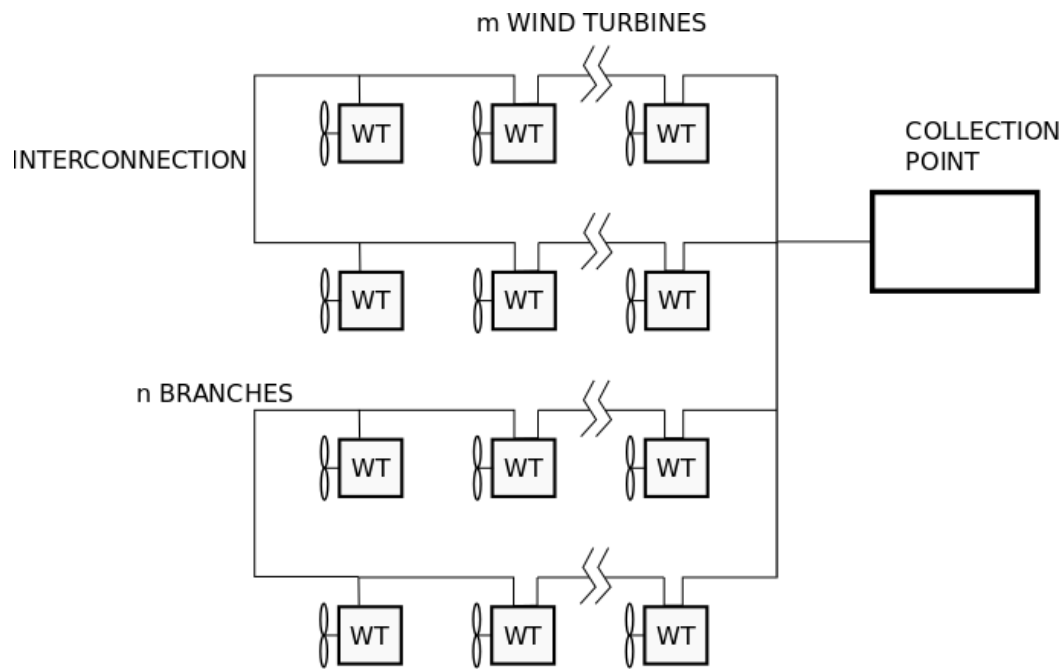 m WIND TURBINES
WT WT WT
COLLECTION
POINT
INTERCONNECTION
WT WT WT
n BRANCHES
WT WT WT
WT WT WT